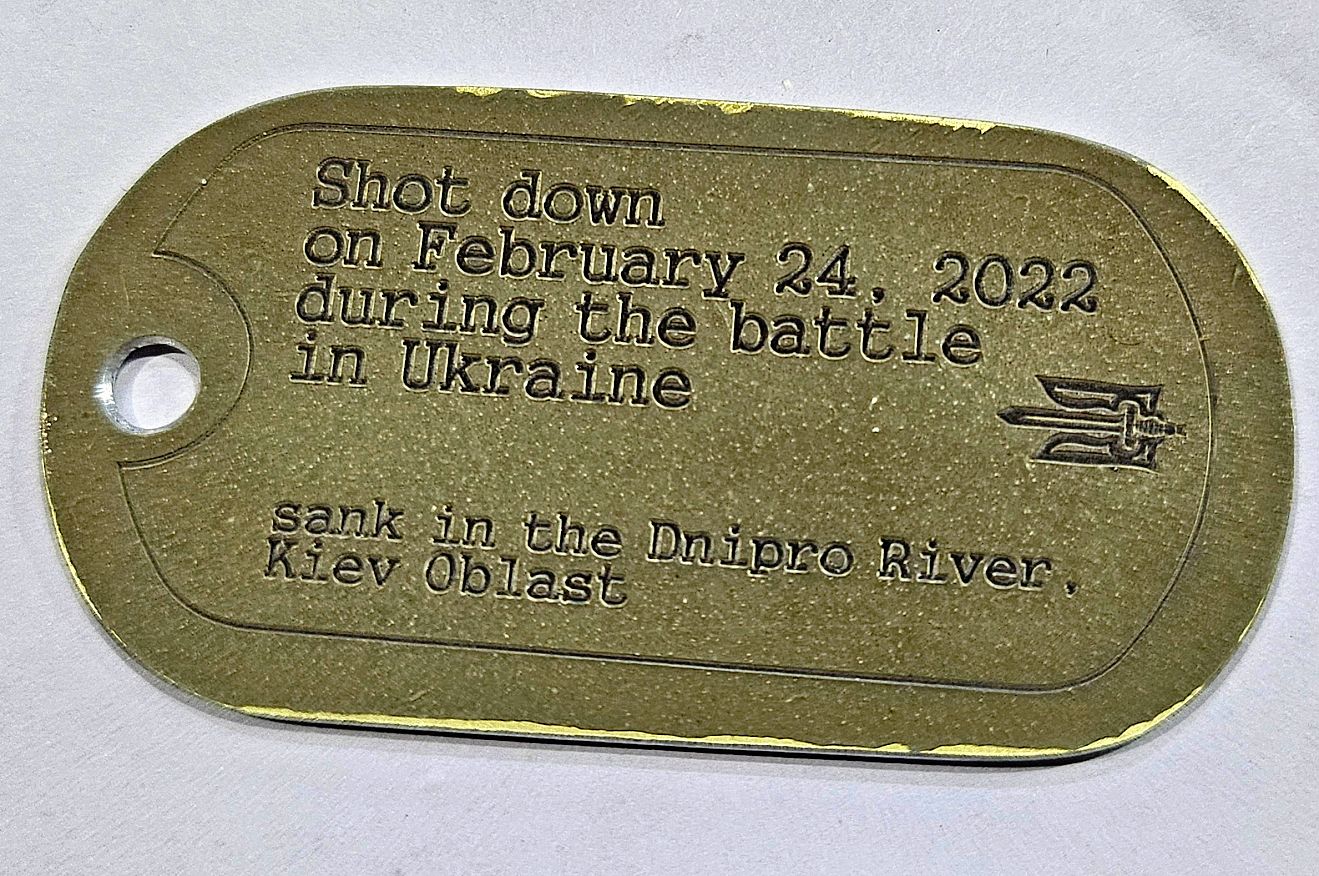 Shot down
on February 24, 2022
during the battle
in Ukraine
sank in the Dnipro River,
Kiev Oblast